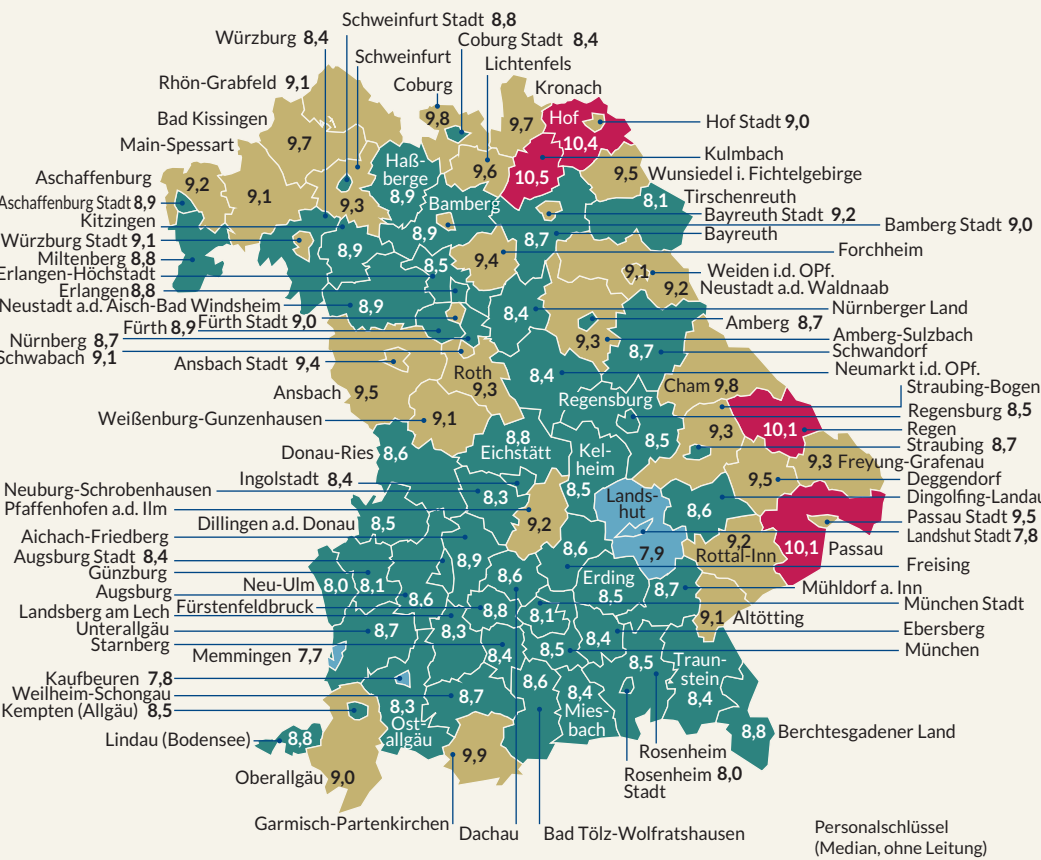 Schweinfurt Stadt 8,8
Würzburg 8,4
Coburg Stadt 8,4
Schweinfurt
Lichtenfels
Rhön-Grabfeld 9,1
Coburg
Kronach
Bad Kissingen
9,8
9,7
Hof
Hof Stadt 9,0
9,7
10,4
Main-Spessart
Kulmbach
Haß-
berge
8,9
9,6
10,5
9,5
Wunsiedel i. Fichtelgebirge
Aschaffenburg
9,2
9,1
9,3
8,1
Tirschenreuth
Aschaffenburg Stadt 8,9
Bamberg
Bayreuth Stadt 9,2
Kitzingen
Bamberg Stadt 9,0
Würzburg Stadt 9,1
8,9
8,9
8,7
Bayreuth
Miltenberg 8,8
9,4
Forchheim
Erlangen-Höchstadt
8,5
9,1
Weiden i.d. OPf.
Erlangen 8,8
9,2
Neustadt a.d. Waldnaab
Neustadt a.d. Aisch-Bad Windsheim
8,9
8,4
Nürnberger Land
Fürth 8,9
Fürth Stadt 9,0
Amberg 8,7
Nürnberg 8,7
9,3
Amberg-Sulzbach
Schwabach 9,1
8,7
Schwandorf
Ansbach Stadt 9,4
Roth
9,3
8,4
Neumarkt i.d. OPf.
Ansbach
9,5
Cham 9,8
Straubing-Bogen
Regensburg
Regensburg 8,5
Weißenburg-Gunzenhausen
9,1
10,1
Regen
8,8
Eichstätt
8,5
9,3
Straubing 8,7
Donau-Ries
8,6
Kel-
heim
8,5
9,3
Freyung-Grafenau
Ingolstadt 8,4
9,5
Deggendorf
Neuburg-Schrobenhausen
8,3
Lands-
hut
7,9
Dingolfing-Landau
Pfaffenhofen a.d. Ilm
9,2
8,6
Passau Stadt 9,5
Dillingen a.d. Donau
8,5
Landshut Stadt 7,8
Aichach-Friedberg
8,9
8,6
9,2
Rottal-Inn
10,1
Passau
Augsburg Stadt 8,4
Freising
Günzburg
8,6
Erding
8,5
Neu-Ulm
8,0
8,1
8,7
Mühldorf a. Inn
Augsburg
8,6
München Stadt
Landsberg am Lech
Fürstenfeldbruck
8,8
8,1
9,1
Altötting
Unterallgäu
8,7
8,3
8,4
Ebersberg
Starnberg
8,4
8,5
München
Memmingen 7,7
8,5
Traun-
stein
8,4
Kaufbeuren 7,8
8,6
8,4
Mies-
bach
Weilheim-Schongau
8,7
Kempten (Allgäu) 8,5
8,3
Ost-
allgäu
Lindau (Bodensee)
8,8
8,8
Berchtesgadener Land
9,9
Rosenheim
Oberallgäu
9,0
Rosenheim 8,0
Stadt
Garmisch-Partenkirchen
Dachau
Bad Tölz-Wolfratshausen
Personalschlüssel
(Median, ohne Leitung)